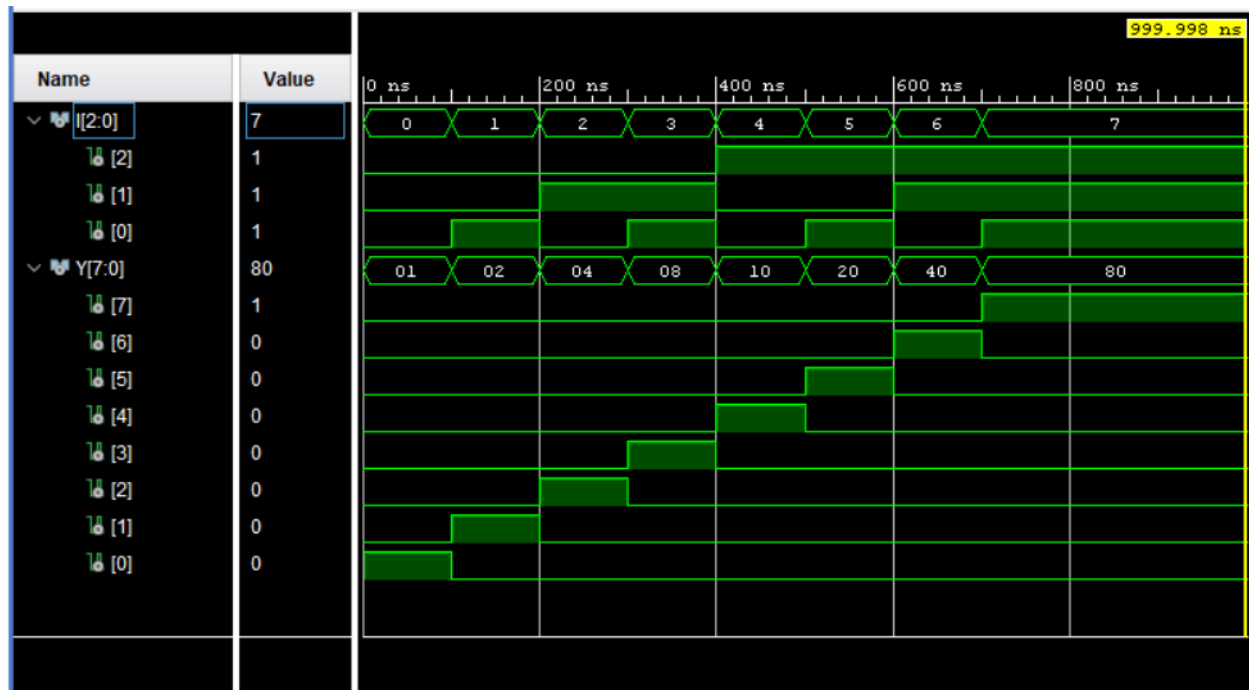 999.998 ns
Name Value
0 ns 200 ns 400 ns 600 ns 800 ns
I[2:0] 7 0 1 2 3 4 5 6 7
[2] 1
[1] 1
[0] 1
Y[7:0] 80 01 02 04 08 10 20 40 80
[7] 1
[6] 0
[5] 0
[4] 0
[3] 0
[2] 0
[1] 0
[0] 0